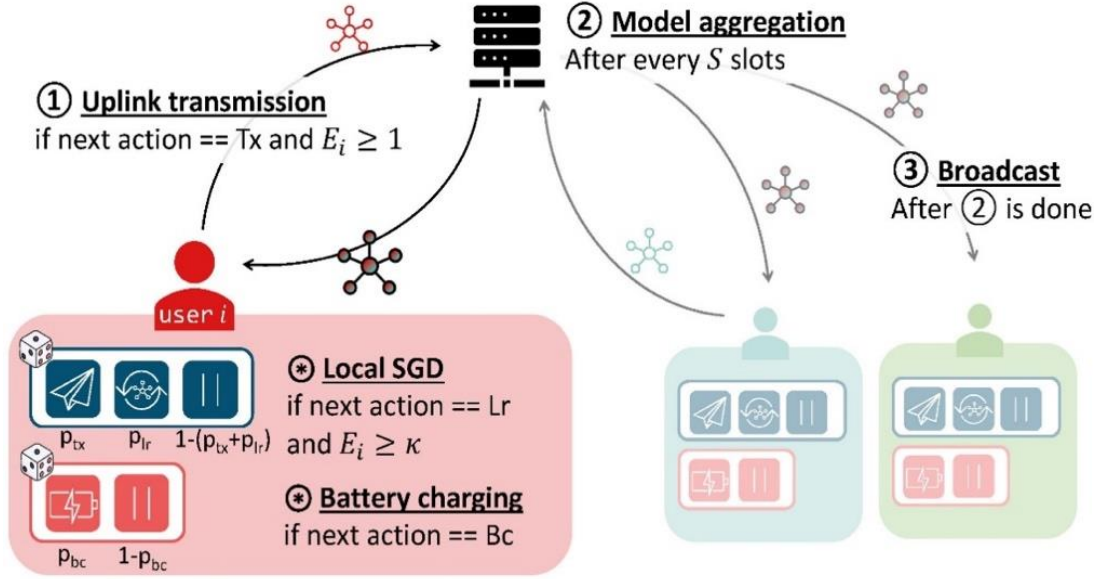 ② Model aggregation
After every S slots
① Uplink transmission
if next action == Tx and Eᵢ ≥ 1
③ Broadcast
After ② is done
user i
⊛ Local SGD
if next action == Lr
and Eᵢ ≥ κ
p_tx p_lr 1-(p_tx+p_lr)
⊛ Battery charging
if next action == Bc
p_bc 1-p_bc